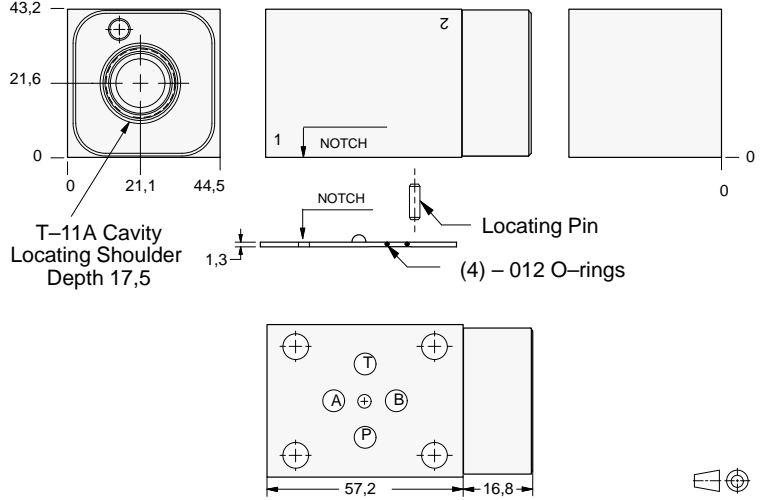 43,2
21,6
0
0
21,1
44,5
T–11A Cavity
Locating Shoulder
Depth 17,5
2
1
NOTCH
0
0
NOTCH
1,3
Locating Pin
(4) – 012 O–rings
T
A
B
P
57,2
16,8